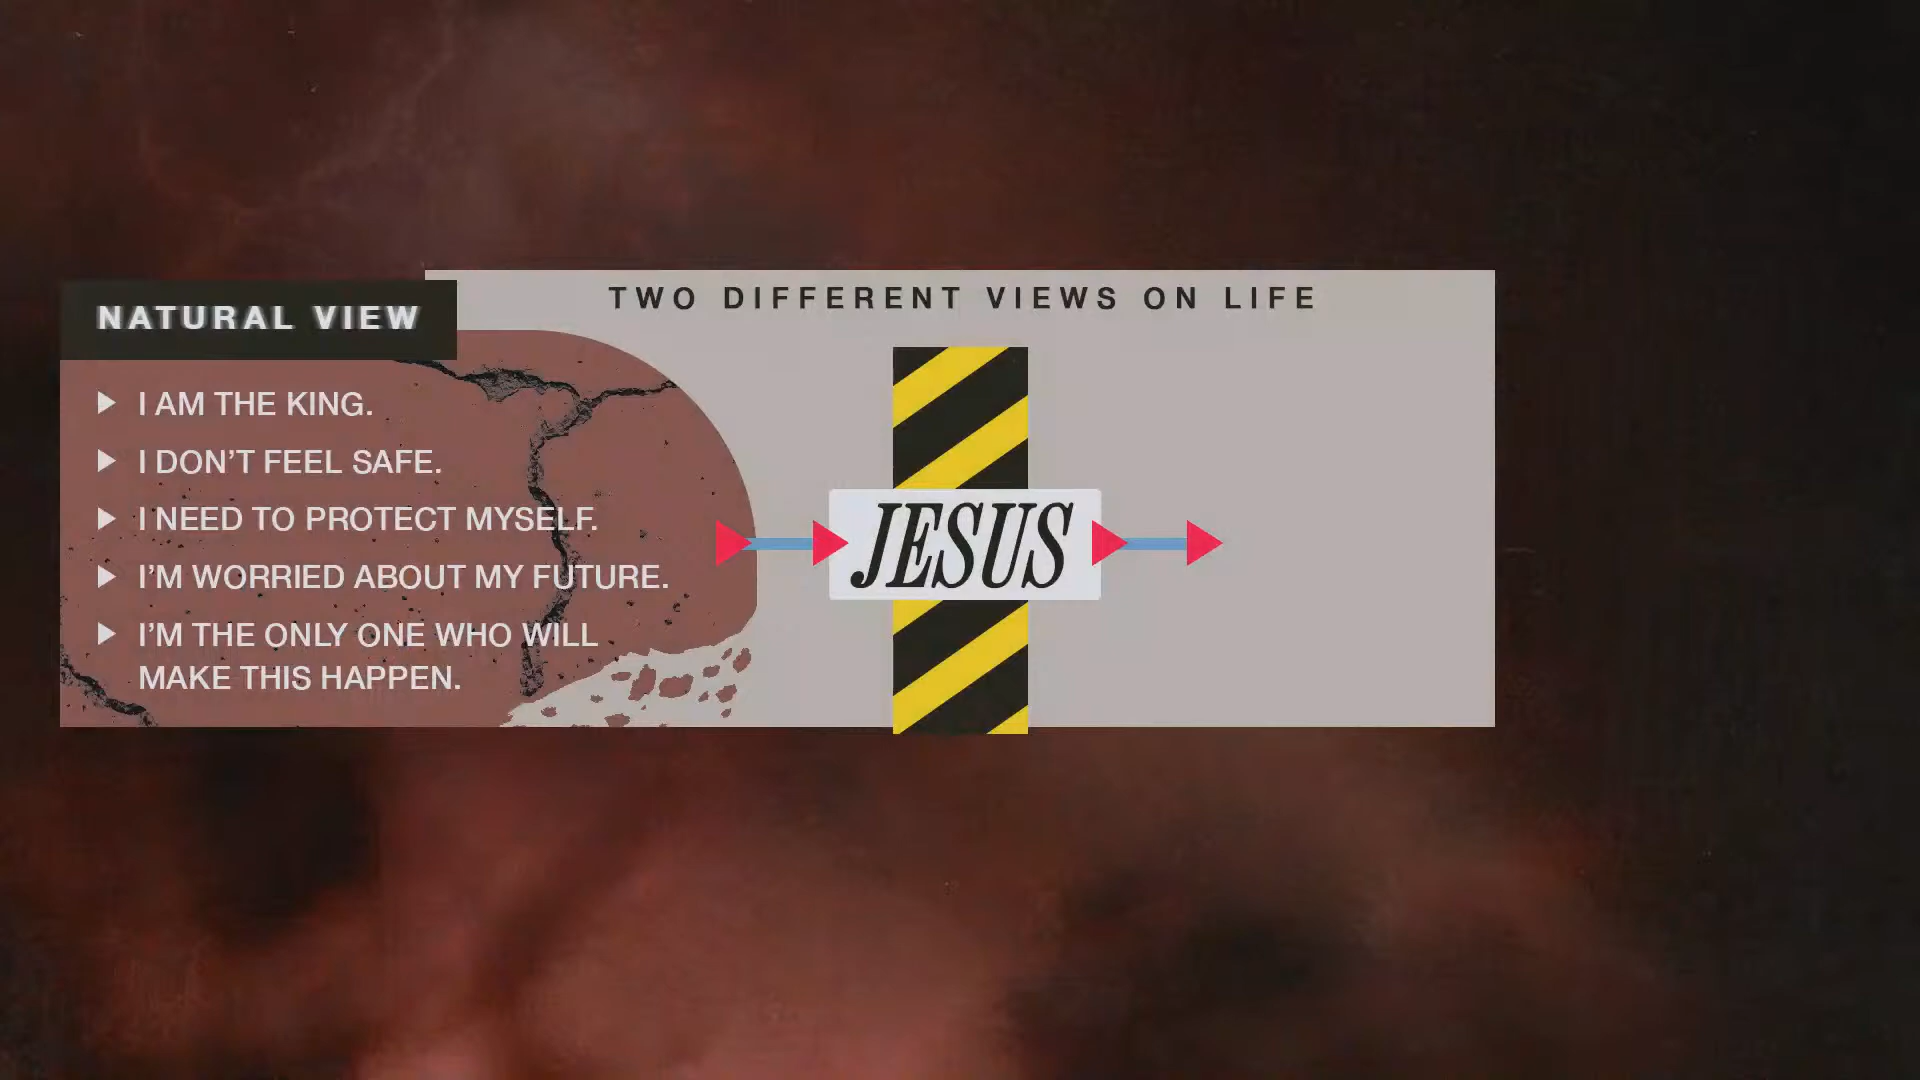 TWO DIFFERENT VIEWS ON LIFE
NATURAL VIEW
I AM THE KING.
I DON’T FEEL SAFE.
I NEED TO PROTECT MYSELF.
I’M WORRIED ABOUT MY FUTURE.
I’M THE ONLY ONE WHO WILL
MAKE THIS HAPPEN.
JESUS